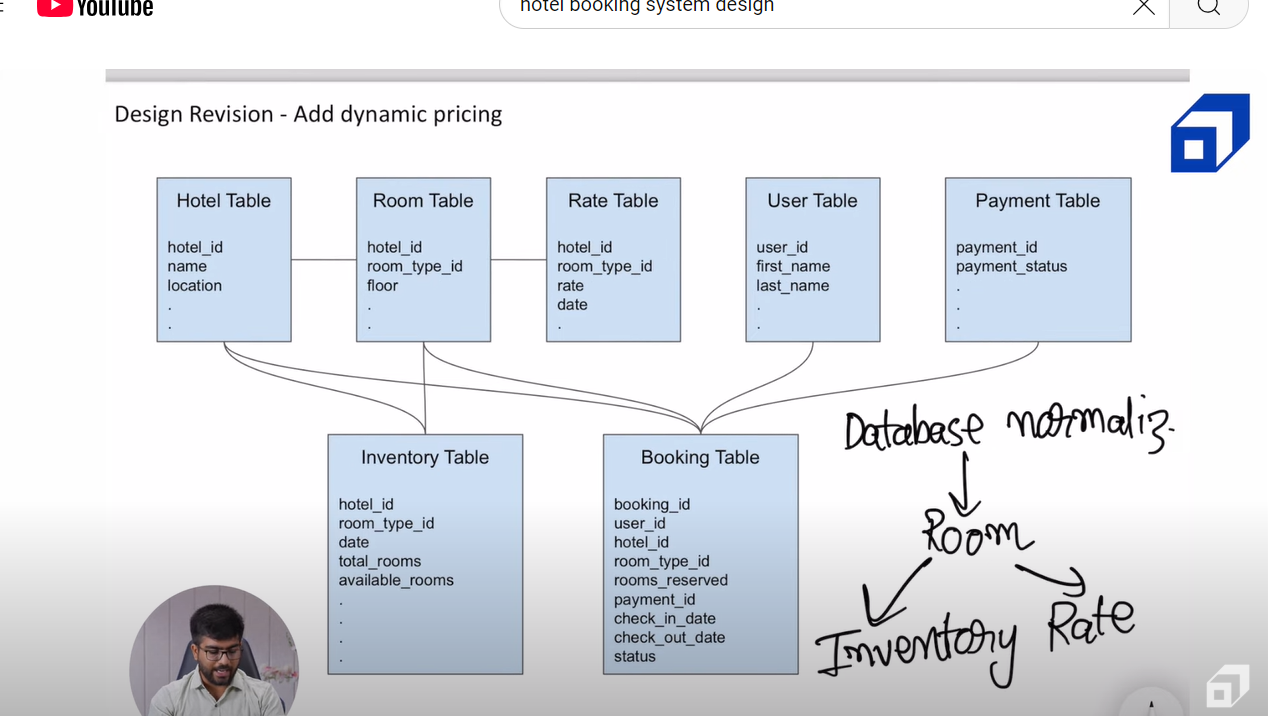 YouTube
hotel booking system design
Design Revision - Add dynamic pricing
Hotel Table
hotel_id
name
location
.
.
Room Table
hotel_id
room_type_id
floor
.
.
Rate Table
hotel_id
room_type_id
rate
date
.
User Table
user_id
first_name
last_name
.
.
Payment Table
payment_id
payment_status
.
.
.
Inventory Table
hotel_id
room_type_id
date
total_rooms
available_rooms
.
.
.
.
Booking Table
booking_id
user_id
hotel_id
room_type_id
rooms_reserved
payment_id
check_in_date
check_out_date
status
Database normaliz.
Room
Inventory Rate